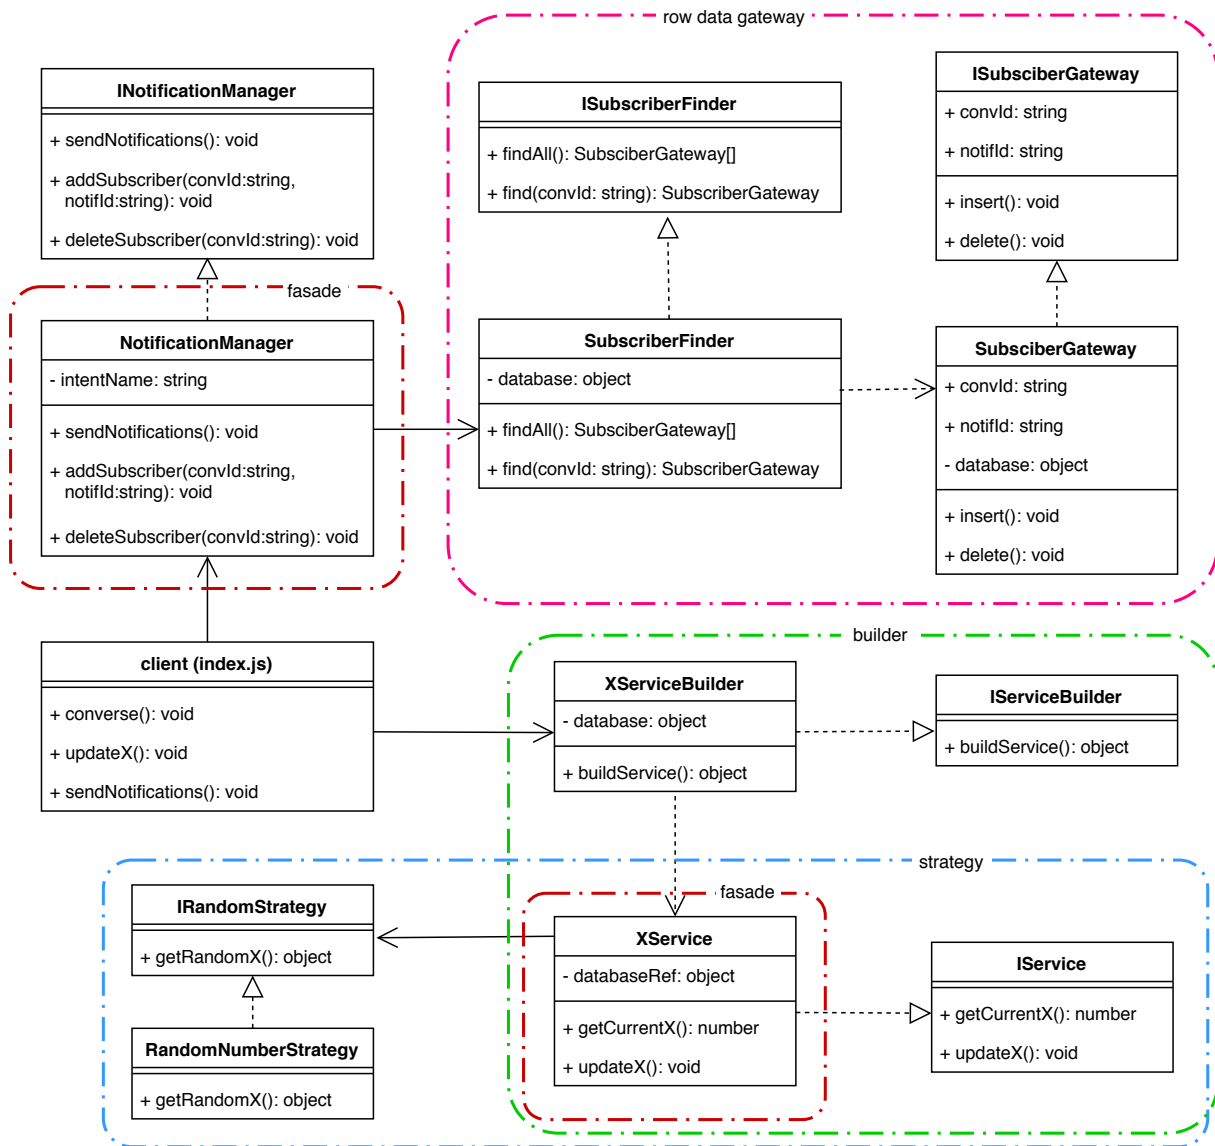 row data gateway
INotificationManager
+ sendNotifications(): void
+ addSubscriber(convId:string,
notifId:string): void
+ deleteSubscriber(convId:string): void
ISubscriberFinder
+ findAll(): SubsciberGateway[]
+ find(convId: string): SubscriberGateway
ISubsciberGateway
+ convId: string
+ notifId: string
+ insert(): void
+ delete(): void
fasade
NotificationManager
- intentName: string
+ sendNotifications(): void
+ addSubscriber(convId:string,
notifId:string): void
+ deleteSubscriber(convId:string): void
SubscriberFinder
- database: object
+ findAll(): SubsciberGateway[]
+ find(convId: string): SubscriberGateway
SubsciberGateway
+ convId: string
+ notifId: string
- database: object
+ insert(): void
+ delete(): void
client (index.js)
+ converse(): void
+ updateX(): void
+ sendNotifications(): void
builder
XServiceBuilder
- database: object
+ buildService(): object
IServiceBuilder
+ buildService(): object
strategy
IRandomStrategy
+ getRandomX(): object
RandomNumberStrategy
+ getRandomX(): object
fasade
XService
- databaseRef: object
+ getCurrentX(): number
+ updateX(): void
IService
+ getCurrentX(): number
+ updateX(): void